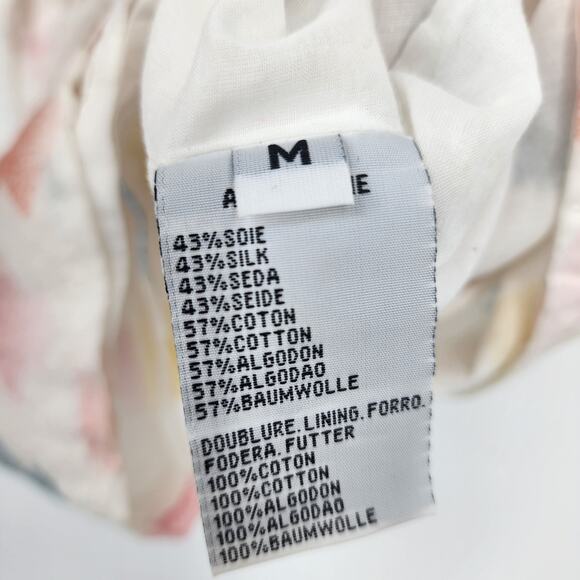 M
43%SOIE
43%SILK
43%SEDA
43%SEIDE
57%COTON
57%COTTON
57%ALGODON
57%ALGODAO
57%BAUMWOLLE
DOUBLURE.LINING.FORRO.
FODERA.FUTTER
100%COTON
100%COTTON
100%ALGODON
100%ALGODAO
100%BAUMWOLLE